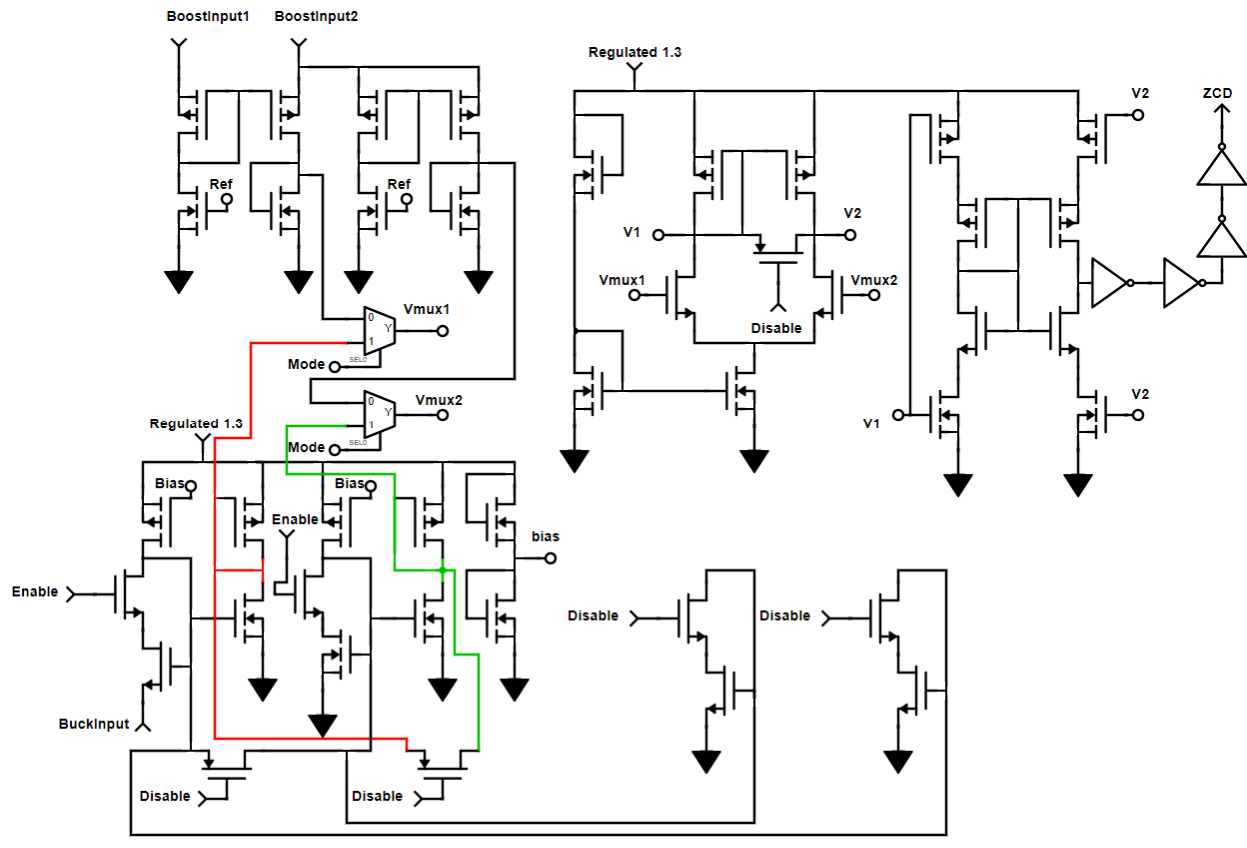 BoostInput1 BoostInput2
Regulated 1.3
V2
ZCD
Ref Ref
V1 V2
Vmux1 Vmux2
Disable
0
1
Y
SEL0
Vmux1
Mode
0
1
Y
SEL0
Vmux2
Mode
V1 V2
Regulated 1.3
Bias Bias
Enable
bias
Enable
Disable Disable
BuckInput
Disable Disable